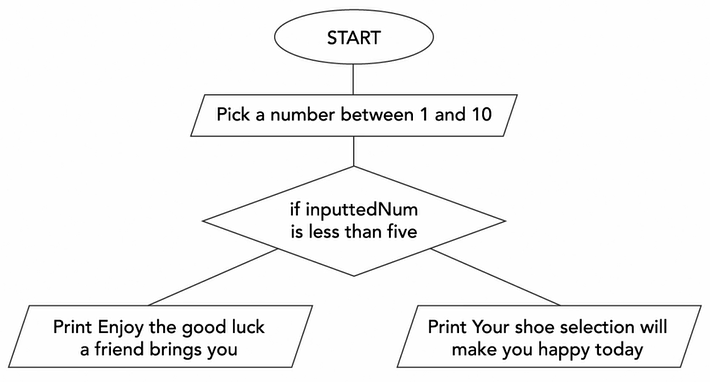 START
Pick a number between 1 and 10
if inputtedNum
is less than five
Print Enjoy the good luck
a friend brings you
Print Your shoe selection will
make you happy today